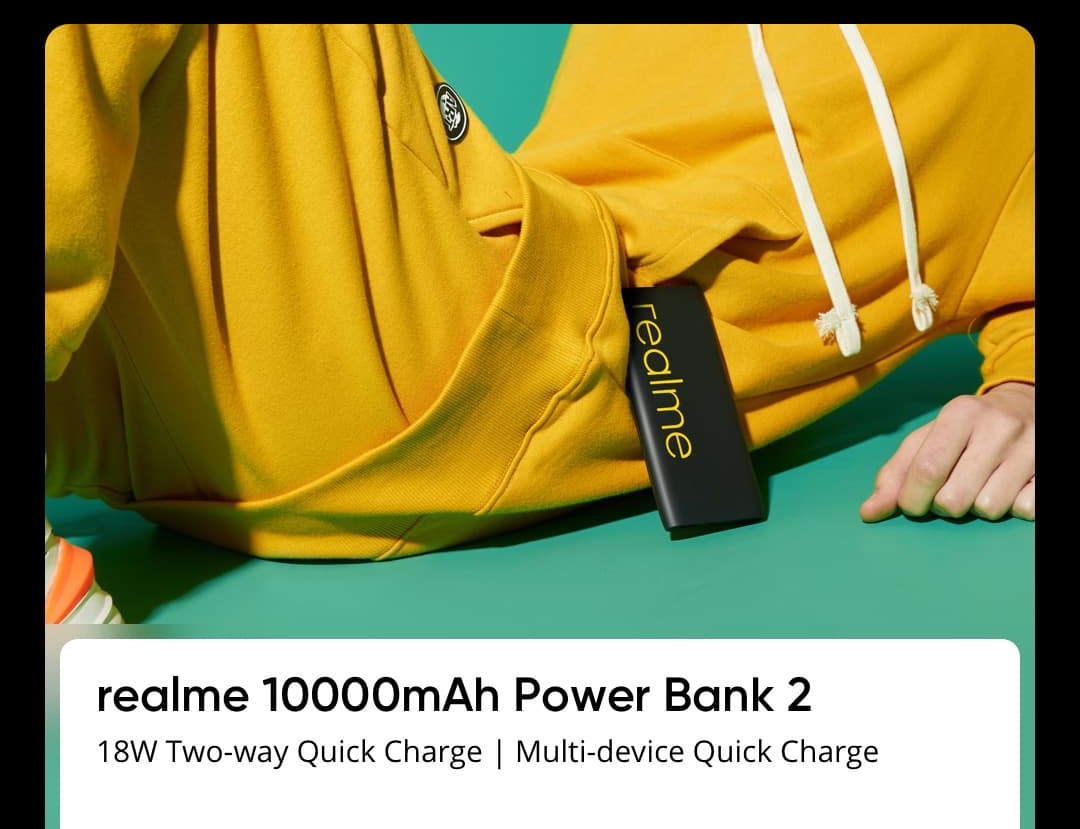 realme
realme 10000mAh Power Bank 2
18W Two-way Quick Charge | Multi-device Quick Charge